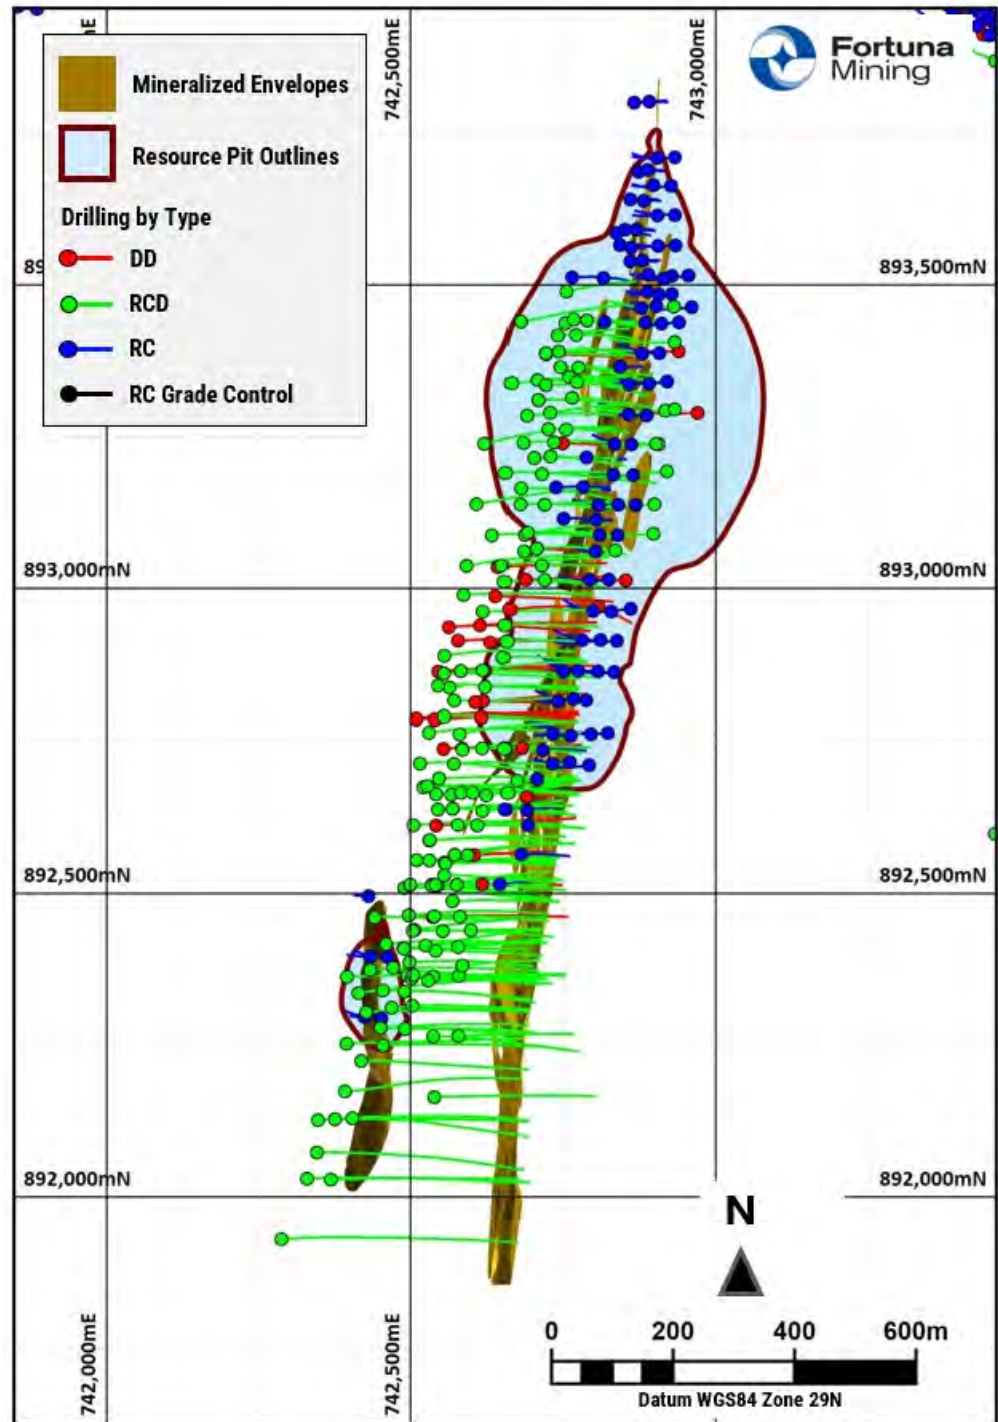 mE
742,500mE
743,000mE
Fortuna
Mining
Mineralized Envelopes
Resource Pit Outlines
Drilling by Type
DD
RCD
RC
RC Grade Control
89
893,500mN
893,000mN
893,000mN
892,500mN
892,500mN
892,000mN
892,000mN
N
742,000mE
742,500mE
0 200 400 600m
Datum WGS84 Zone 29N